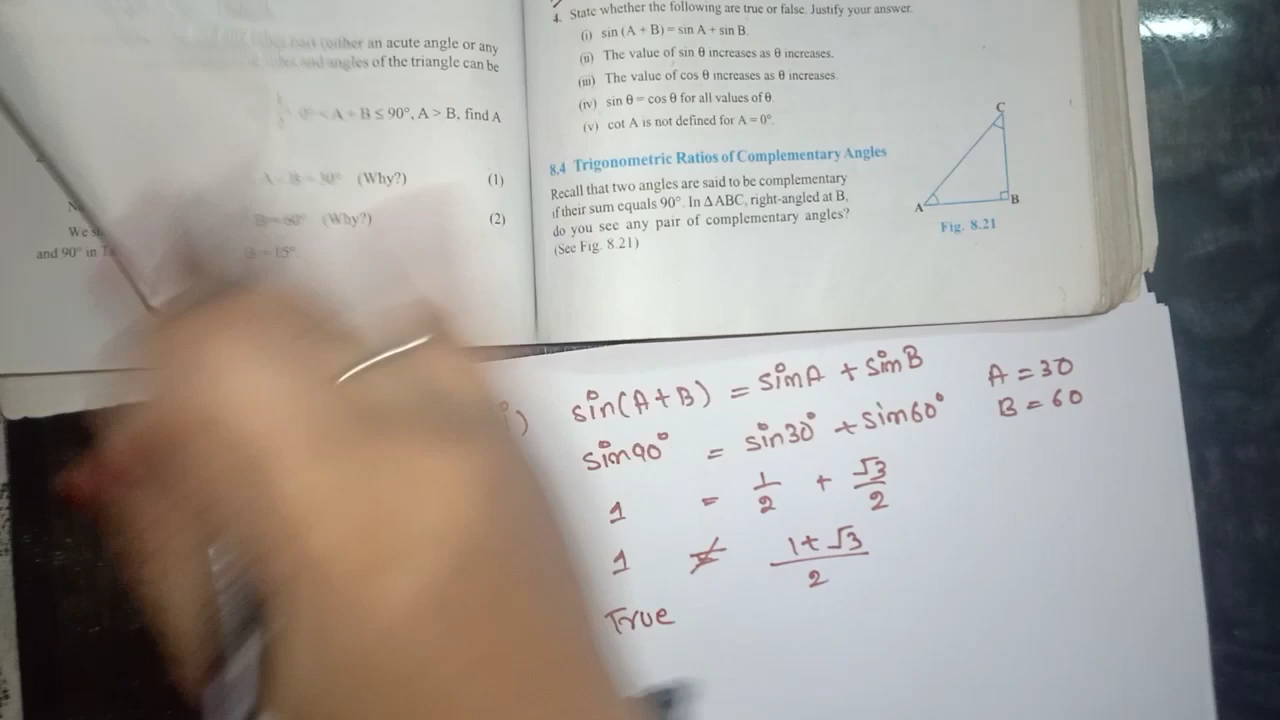 an acute angle or any
and angles of the triangle can be
A + B ≤ 90°, A > B, find A
A – B = 30° (Why?) (1)
B = 60° (Why?) (2)
B = 15°
We
and 90° in
4. State whether the following are true or false. Justify your answer.
(i) sin (A + B) = sin A + sin B.
(ii) The value of sin θ increases as θ increases.
(iii) The value of cos θ increases as θ increases.
(iv) sin θ = cos θ for all values of θ.
(v) cot A is not defined for A = 0°.
8.4 Trigonometric Ratios of Complementary Angles
Recall that two angles are said to be complementary
if their sum equals 90°. In Δ ABC, right-angled at B,
do you see any pair of complementary angles?
(See Fig. 8.21)
C
A
B
Fig. 8.21
i) sin(A+B) = sinA + sinB A = 30
sin90° = sin30° + sin60° B = 60
1 = 1/2 + √3/2
1 ≠ 1+√3/2
True